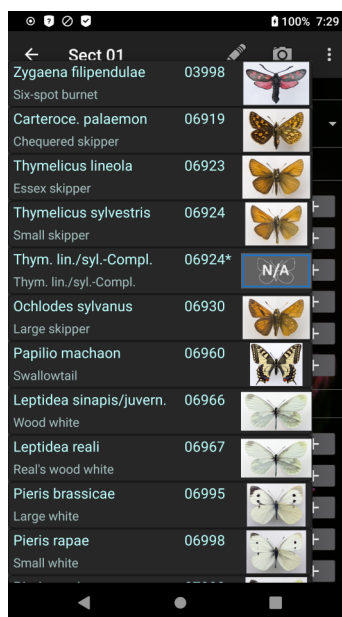 100% 7:29
Sect 01
Zygaena filipendulae 03998
Six-spot burnet
Carteroce. palaemon 06919
Chequered skipper
Thymelicus lineola 06923
Essex skipper
Thymelicus sylvestris 06924
Small skipper
Thym. lin./syl.-Compl. 06924*
Thym. lin./syl.-Compl.
N/A
Ochlodes sylvanus 06930
Large skipper
Papilio machaon 06960
Swallowtail
Leptidea sinapis/juvern. 06966
Wood white
Leptidea reali 06967
Real's wood white
Pieris brassicae 06995
Large white
Pieris rapae 06998
Small white